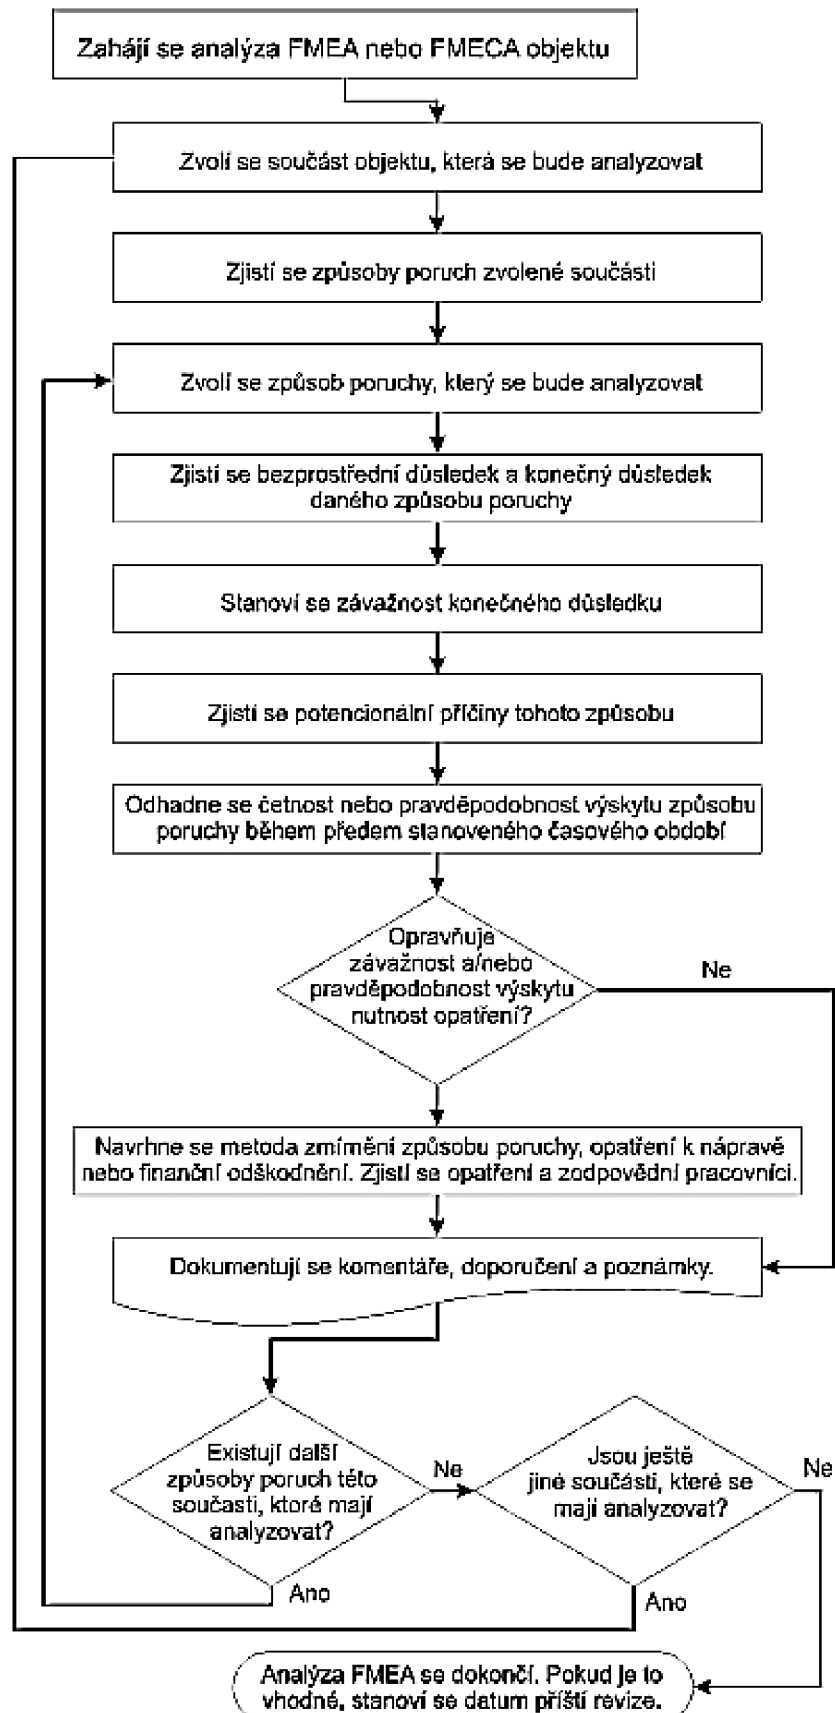 Zahájí se analýza FMEA nebo FMECA objektu
Zvolí se součást objektu, která se bude analyzovat
Zjistí se způsoby poruch zvolené součásti
Zvolí se způsob poruchy, který se bude analyzovat
Zjistí se bezprostřední důsledek a konečný důsledek
daného způsobu poruchy
Stanoví se závažnost konečného důsledku
Zjistí se potencionální příčiny tohoto způsobu
Odhadne se četnost nebo pravděpodobnost výskytu způsobu
poruchy během předem stanoveného časového období
Opravňuje
závažnost a/nebo
pravděpodobnost výskytu
nutnost opatření?
Ne
Navrhne se metoda zmírnění způsobu poruchy, opatření k nápravě
nebo finanční odškodnění. Zjistí se opatření a zodpovědní pracovníci.
Dokumentují se komentáře, doporučení a poznámky.
Existují další
způsoby poruch této
současti, ktoré mají
analyzovat?
Ne
Ano
Jsou ještě
jiné součásti, které se
mají analyzovat?
Ne
Ano
Analýza FMEA se dokončí. Pokud je to
vhodné, stanoví se datum příští revize.